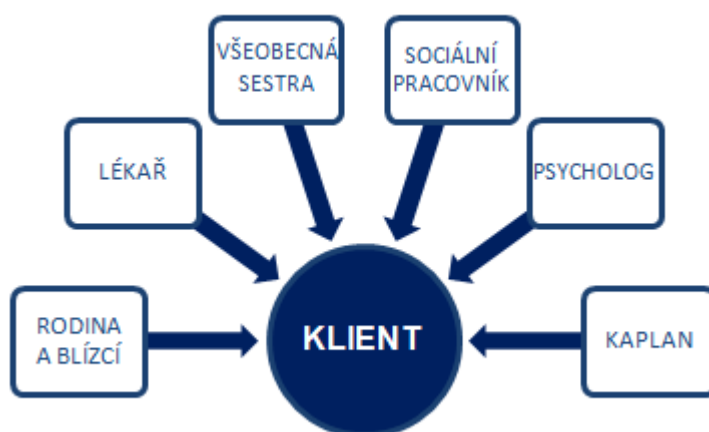 VŠEOBECNÁ
SESTRA
SOCIÁLNÍ
PRACOVNÍK
LÉKAŘ
PSYCHOLOG
RODINA
A BLÍZCÍ
KLIENT
KAPLAN